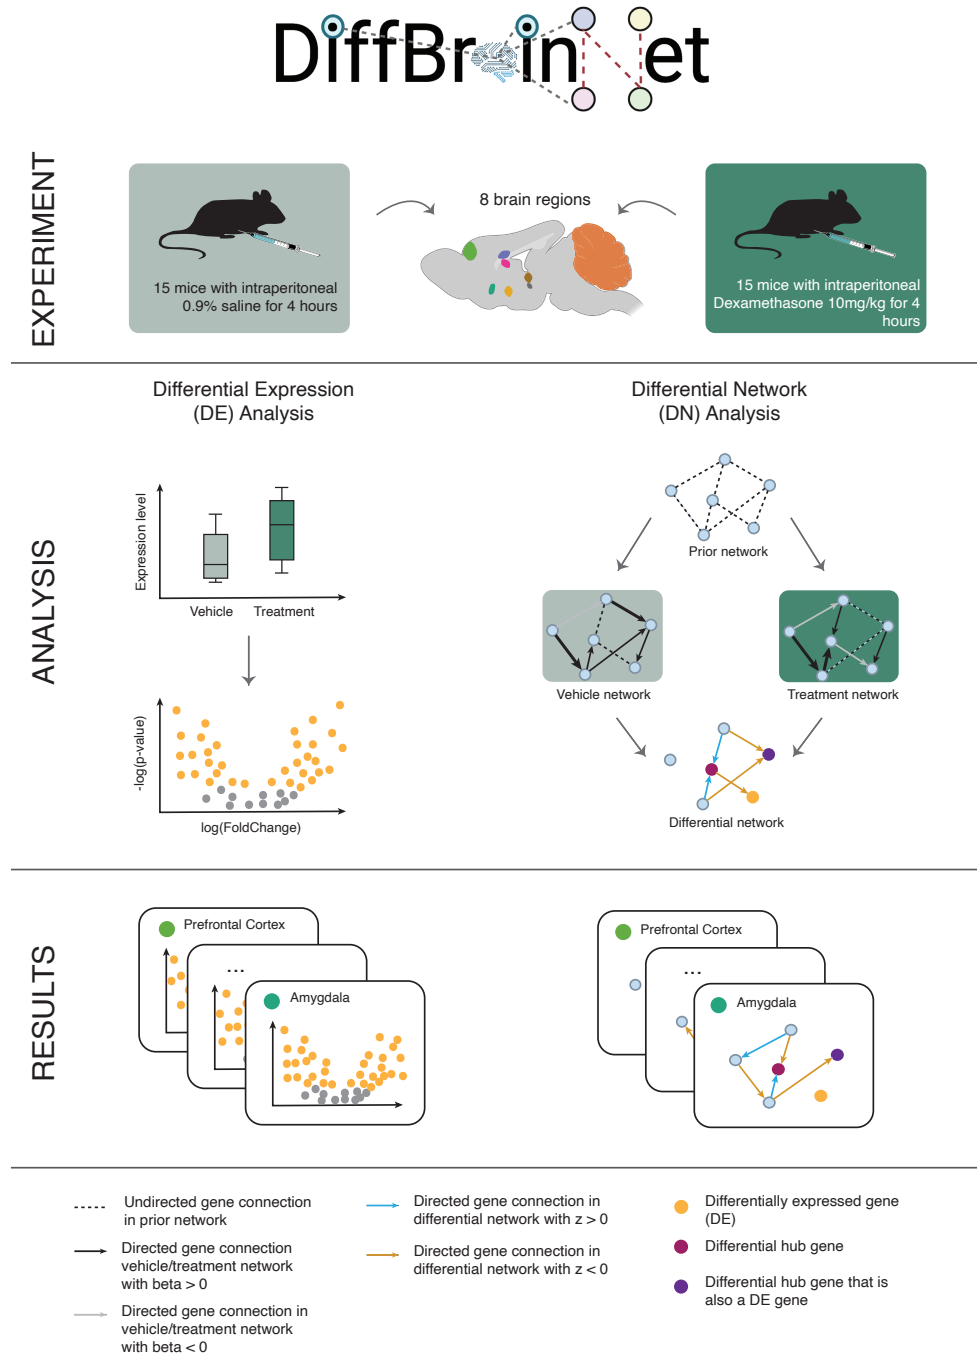 DiffBrainNet
EXPERIMENT
8 brain regions
15 mice with intraperitoneal
0.9% saline for 4 hours
15 mice with intraperitoneal
Dexamethasone 10mg/kg for 4
hours
ANALYSIS
Differential Expression
(DE) Analysis
Expression level
Vehicle
Treatment
-log(p-value)
log(FoldChange)
Differential Network
(DN) Analysis
Prior network
Vehicle network
Treatment network
Differential network
RESULTS
Prefrontal Cortex
...
Amygdala
Prefrontal Cortex
...
Amygdala
Undirected gene connection
in prior network
Directed gene connection
vehicle/treatment network
with beta > 0
Directed gene connection in
vehicle/treatment network
with beta < 0
Directed gene connection in
differential network with z > 0
Directed gene connection in
differential network with z < 0
Differentially expressed gene
(DE)
Differential hub gene
Differential hub gene that is
also a DE gene